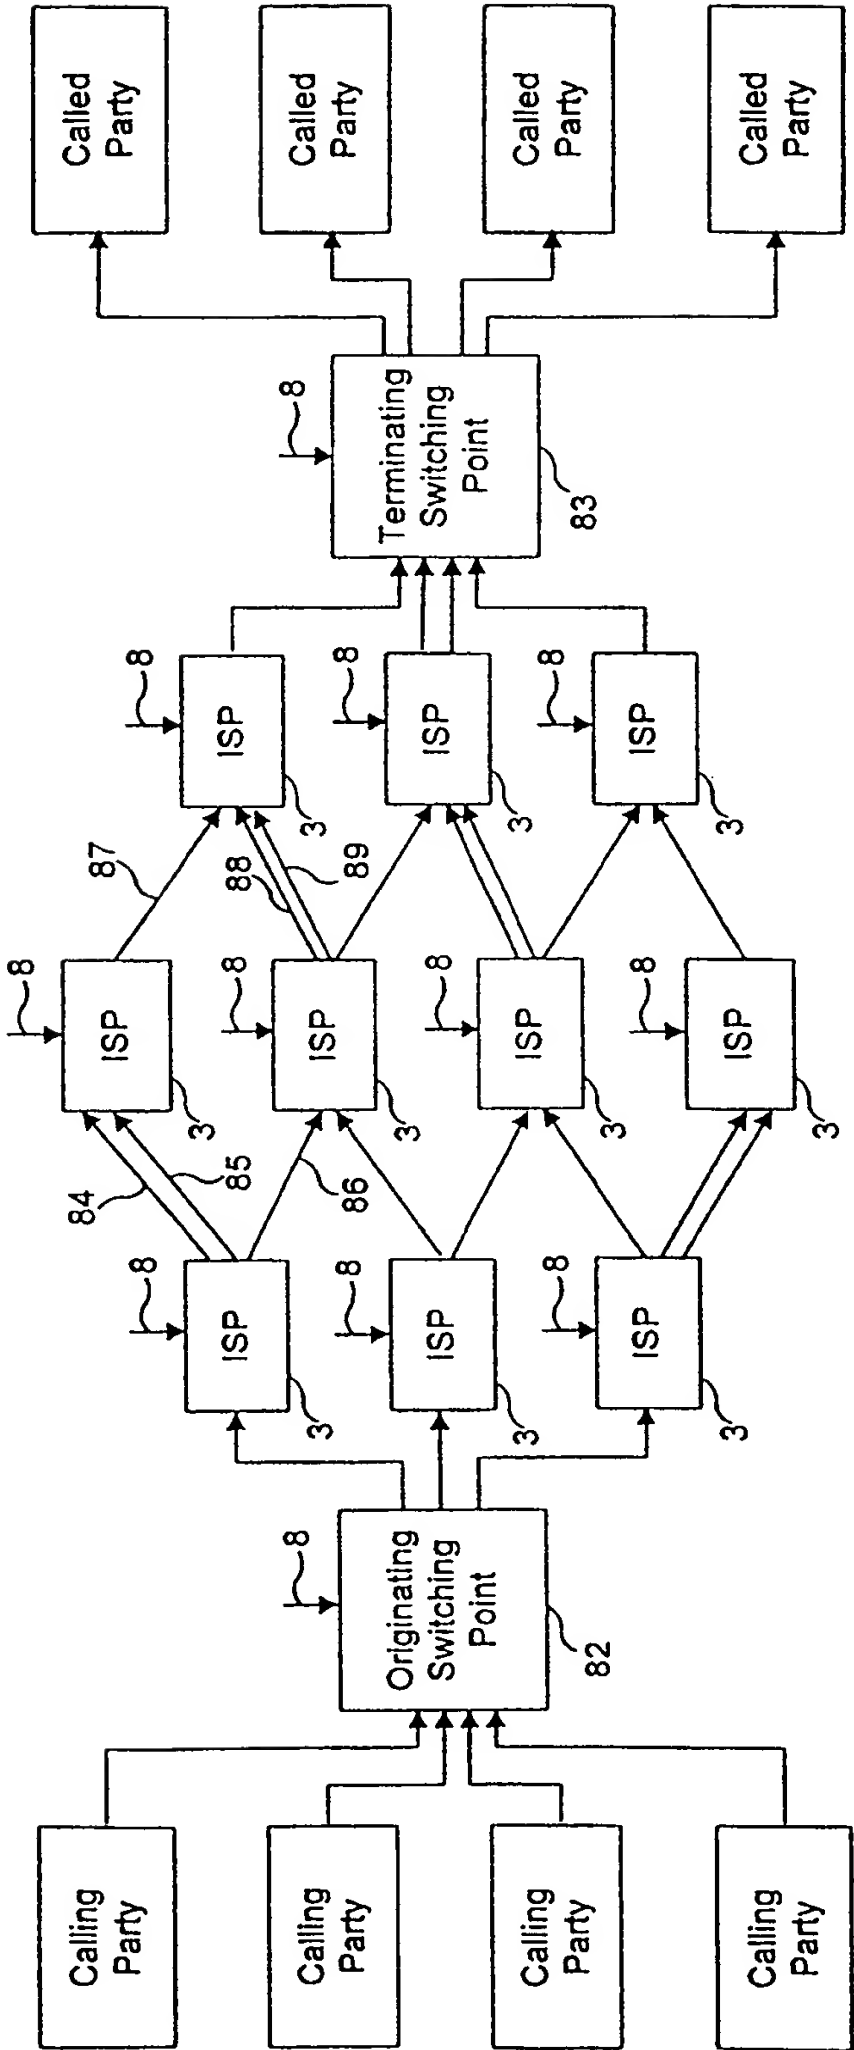 Calling
Party
Calling
Party
Calling
Party
Calling
Party
8
Originating
Switching
Point
82
8
ISP
3
8
ISP
3
8
ISP
3
84
85
86
8
ISP
3
8
ISP
3
8
ISP
3
8
ISP
3
87
88
89
8
ISP
3
8
ISP
3
8
ISP
3
8
Terminating
Switching
Point
83
Called
Party
Called
Party
Called
Party
Called
Party